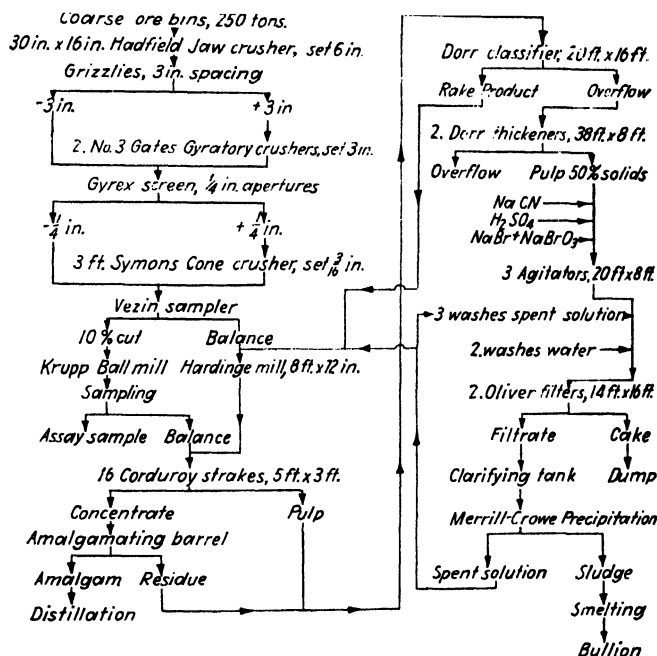 Coarse ore bins, 250 tons.
30 in. x 16 in. Hadfield Jaw crusher, set 6 in.
Grizzlies, 3 in. spacing
-3 in.
+3 in
2. No. 3 Gates Gyratory crushers, set 3 in.
Gyrex screen, 1/4 in. apertures
-1/4 in.
+1/4 in.
3 ft. Symons Cone crusher, set 3/16 in.
Vezin sampler
10 % cut
Balance
Krupp Ball mill
Hardinge mill, 8 ft. x 12 in.
Sampling
Assay sample
Balance
16 Corduroy strakes, 5 ft. x 3 ft.
Concentrate
Pulp
Amalgamating barrel
Amalgam
Residue
Distillation
Dorr classifier, 20 ft. x 16 ft.
Rake Product
Overflow
2. Dorr thickeners, 38 ft. x 8 ft.
Overflow
Pulp 50% solids
NaCN
H₂SO₄
NaBr+NaBrO₃
3 Agitators, 20 ft x 8 ft.
3 washes spent solution
2. washes water
2. Oliver filters, 14 ft. x 16 ft.
Filtrate
Cake
Clarifying tank
Dump
Merrill-Crowe Precipitation
Spent solution
Sludge
Smelting
Bullion